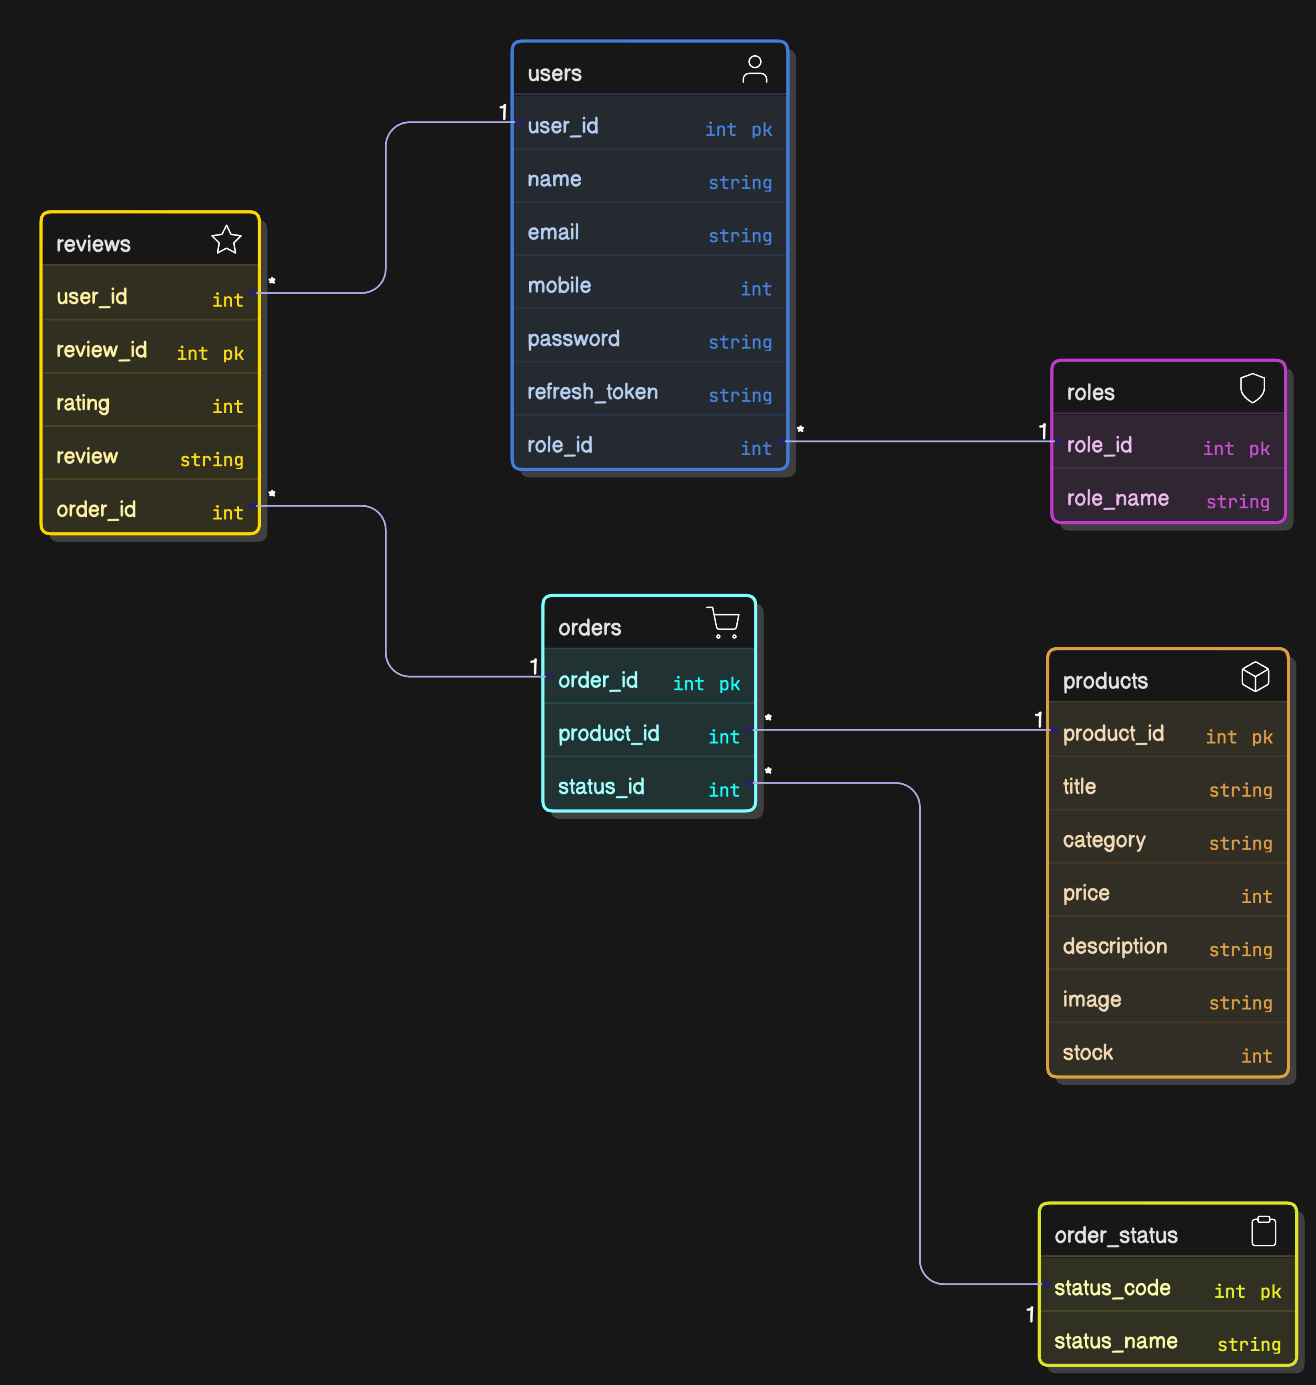 users
1
user_id int pk
name string
email string
mobile int
password string
refresh_token string
role_id int
*
reviews
user_id int
*
review_id int pk
rating int
review string
order_id int
*
roles
1
role_id int pk
role_name string
orders
1
order_id int pk
product_id int
*
status_id int
*
products
1
product_id int pk
title string
category string
price int
description string
image string
stock int
order_status
status_code int pk
1
status_name string